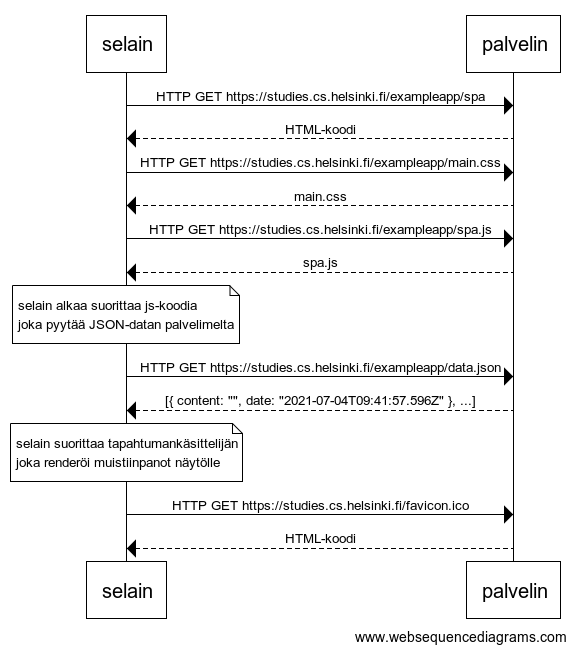 selain
palvelin
HTTP GET https://studies.cs.helsinki.fi/exampleapp/spa
HTML-koodi
HTTP GET https://studies.cs.helsinki.fi/exampleapp/main.css
main.css
HTTP GET https://studies.cs.helsinki.fi/exampleapp/spa.js
spa.js
selain alkaa suorittaa js-koodia
joka pyytää JSON-datan palvelimelta
HTTP GET https://studies.cs.helsinki.fi/exampleapp/data.json
[{ content: "", date: "2021-07-04T09:41:57.596Z" }, ...]
selain suorittaa tapahtumankäsittelijän
joka renderöi muistiinpanot näytölle
HTTP GET https://studies.cs.helsinki.fi/favicon.ico
HTML-koodi
selain
palvelin
www.websequencediagrams.com